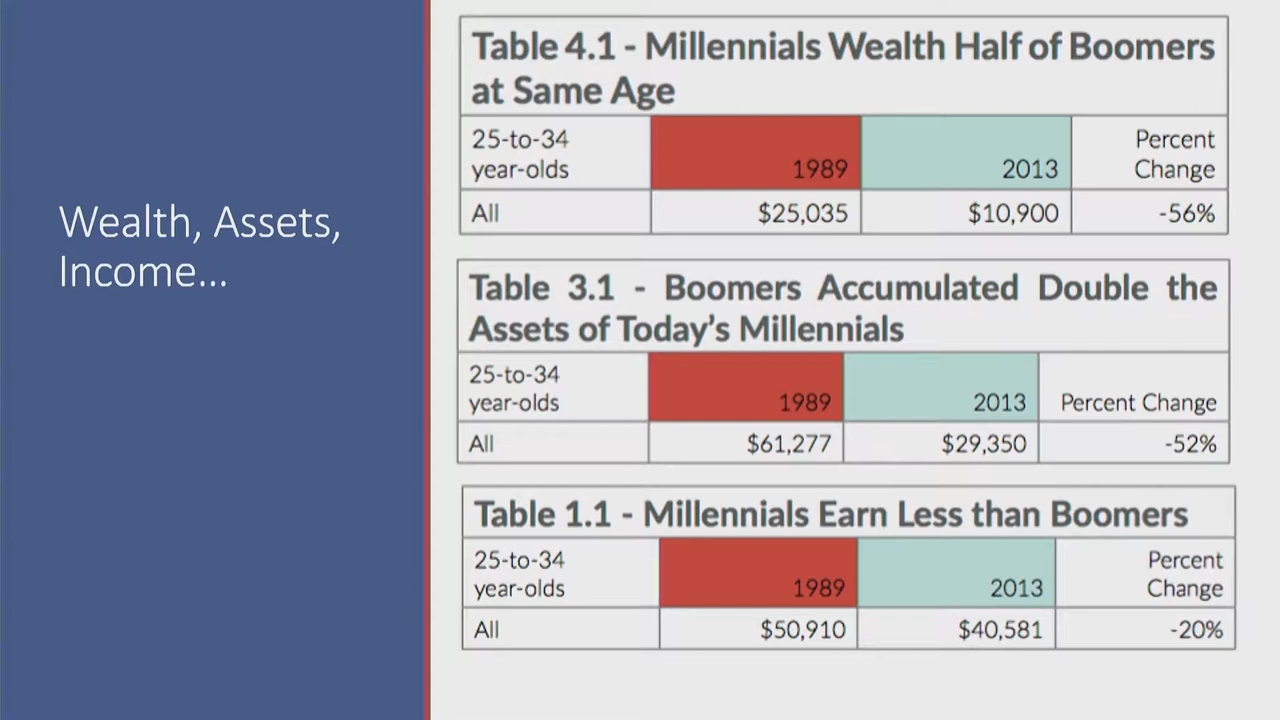 Wealth, Assets,
Income...
Table 4.1 - Millennials Wealth Half of Boomers
at Same Age
25-to-34
year-olds
1989
2013
Percent
Change
All
$25,035
$10,900
-56%
Table 3.1 - Boomers Accumulated Double the
Assets of Today's Millennials
25-to-34
year-olds
1989
2013
Percent Change
All
$61,277
$29,350
-52%
Table 1.1 - Millennials Earn Less than Boomers
25-to-34
year-olds
1989
2013
Percent
Change
All
$50,910
$40,581
-20%